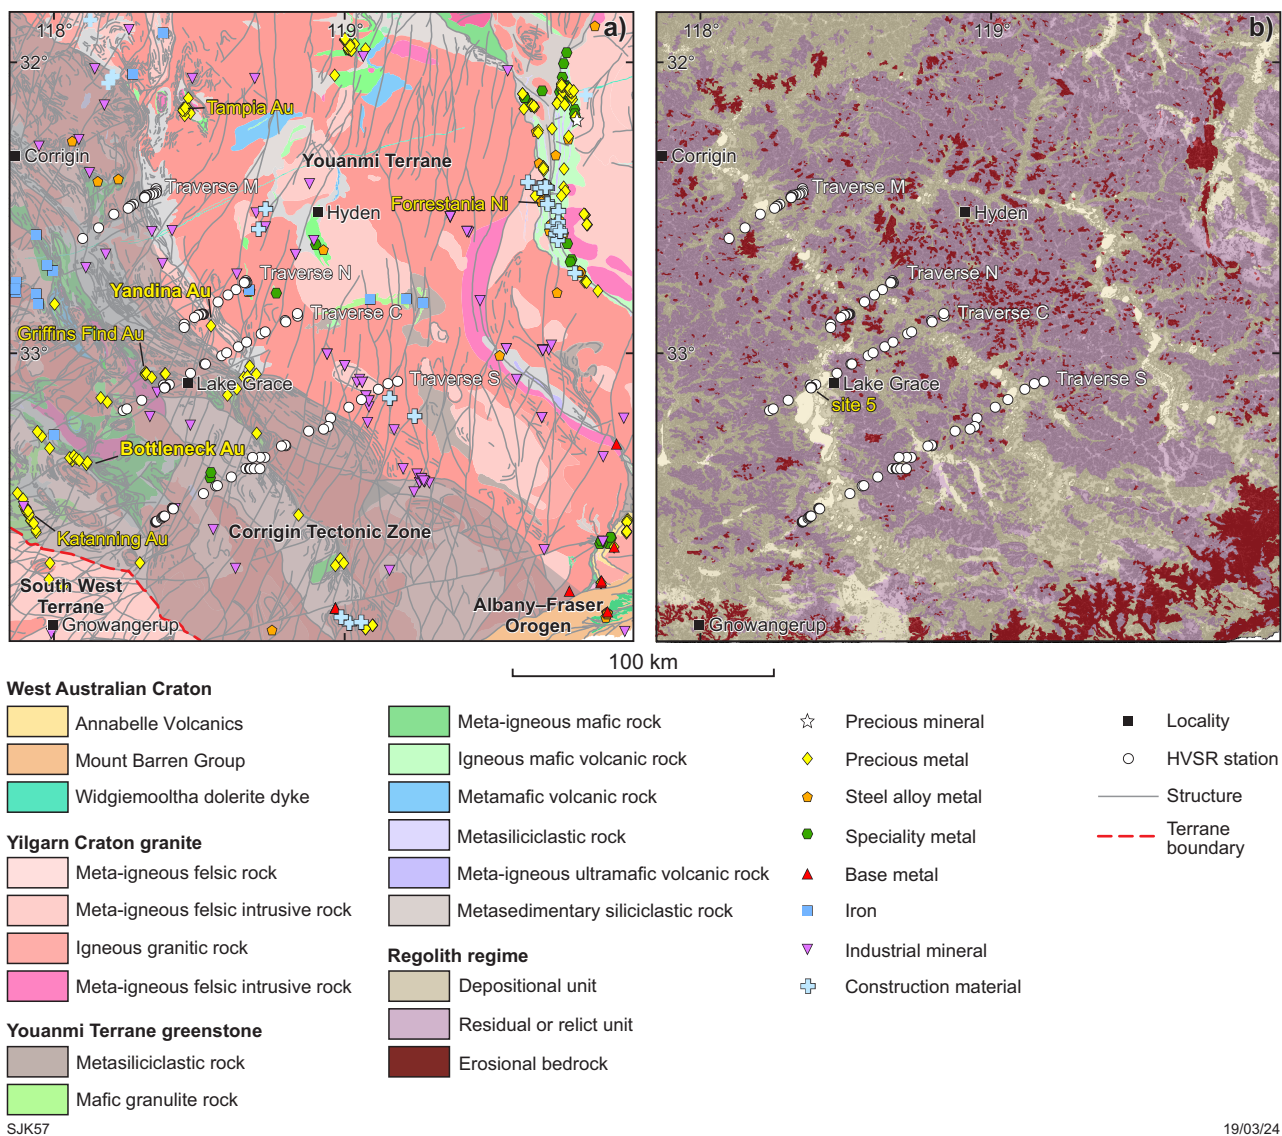 118°
119°
a)
32°
Tampia Au
Corrigin
Youanmi Terrane
Traverse M
Forrestania Ni
Hyden
Traverse N
Yandina Au
Traverse C
Griffins Find Au
33°
Lake Grace
Traverse S
Bottleneck Au
Corrigin Tectonic Zone
Katanning Au
South West
Terrane
Gnowangerup
Albany–Fraser
Orogen
118°
119°
b)
32°
Corrigin
Traverse M
Hyden
Traverse N
Traverse C
33°
Lake Grace
Traverse S
site 5
Gnowangerup
100 km
West Australian Craton
Annabelle Volcanics
Mount Barren Group
Widgiemooltha dolerite dyke
Yilgarn Craton granite
Meta-igneous felsic rock
Meta-igneous felsic intrusive rock
Igneous granitic rock
Meta-igneous felsic intrusive rock
Youanmi Terrane greenstone
Metasiliciclastic rock
Mafic granulite rock
Meta-igneous mafic rock
Igneous mafic volcanic rock
Metamafic volcanic rock
Metasiliciclastic rock
Meta-igneous ultramafic volcanic rock
Metasedimentary siliciclastic rock
Regolith regime
Depositional unit
Residual or relict unit
Erosional bedrock
Precious mineral
Precious metal
Steel alloy metal
Speciality metal
Base metal
Iron
Industrial mineral
Construction material
Locality
HVSR station
Structure
Terrane
boundary
SJK57
19/03/24